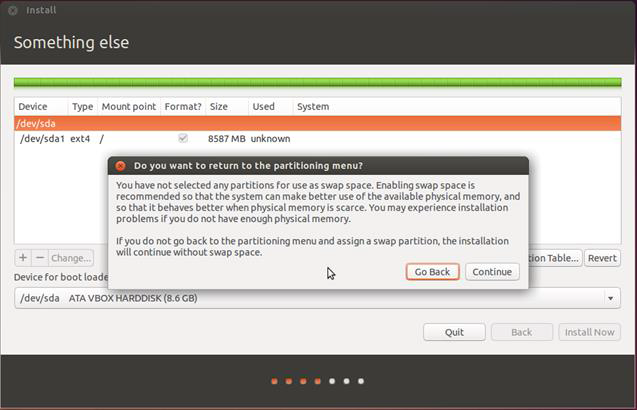 Install
Something else
Device Type Mount point Format? Size Used System
/dev/sda
/dev/sda1 ext4 / 8587 MB unknown
Do you want to return to the partitioning menu?
You have not selected any partitions for use as swap space. Enabling swap space is
recommended so that the system can make better use of the available physical memory, and
so that it behaves better when physical memory is scarce. You may experience installation
problems if you do not have enough physical memory.
If you do not go back to the partitioning menu and assign a swap partition, the installation
will continue without swap space.
Go Back Continue
+ − Change... tion Table... Revert
Device for boot loade
/dev/sda ATA VBOX HARDDISK (8.6 GB)
Quit Back Install Now